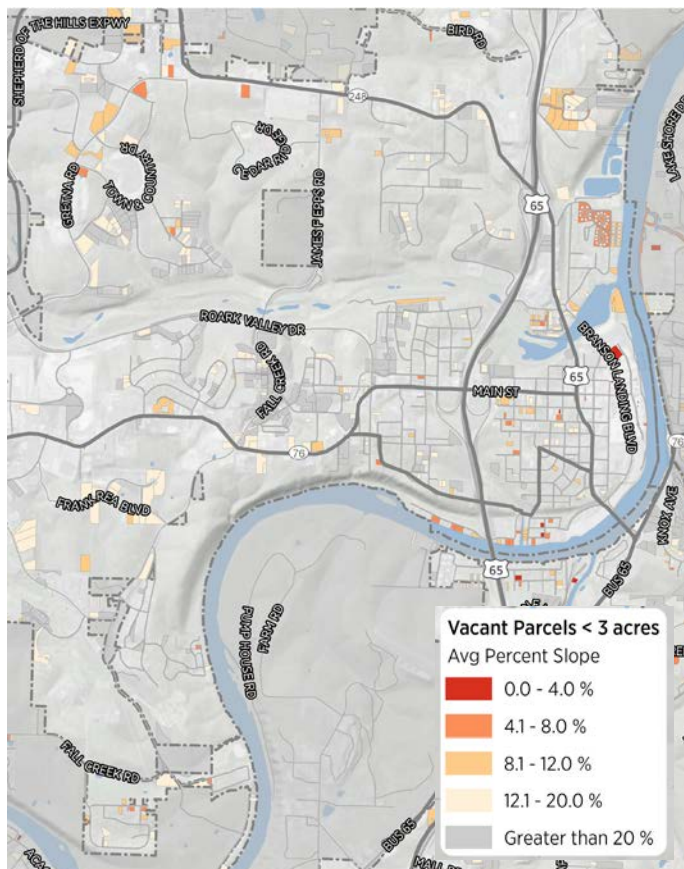 SHEPHERD OF THE HILLS EXPWY
BIRD RD
LAKE SHORE DR
248
CEDAR RIDGE DR
TOWN & COUNTRY DR
GRETNA RD
JAMES F EPPS RD
65
ROARK VALLEY DR
FALL CREEK RD
BRANSON LANDING BLVD
MAIN ST
65
76
76
FRANK REA BLVD
KNOX AVE
65
BUS 65
PUMP HOUSE RD
FARM RD
FALL CREEK RD
BUS 65
Vacant Parcels < 3 acres
Avg Percent Slope
0.0 - 4.0 %
4.1 - 8.0 %
8.1 - 12.0 %
12.1 - 20.0 %
Greater than 20 %